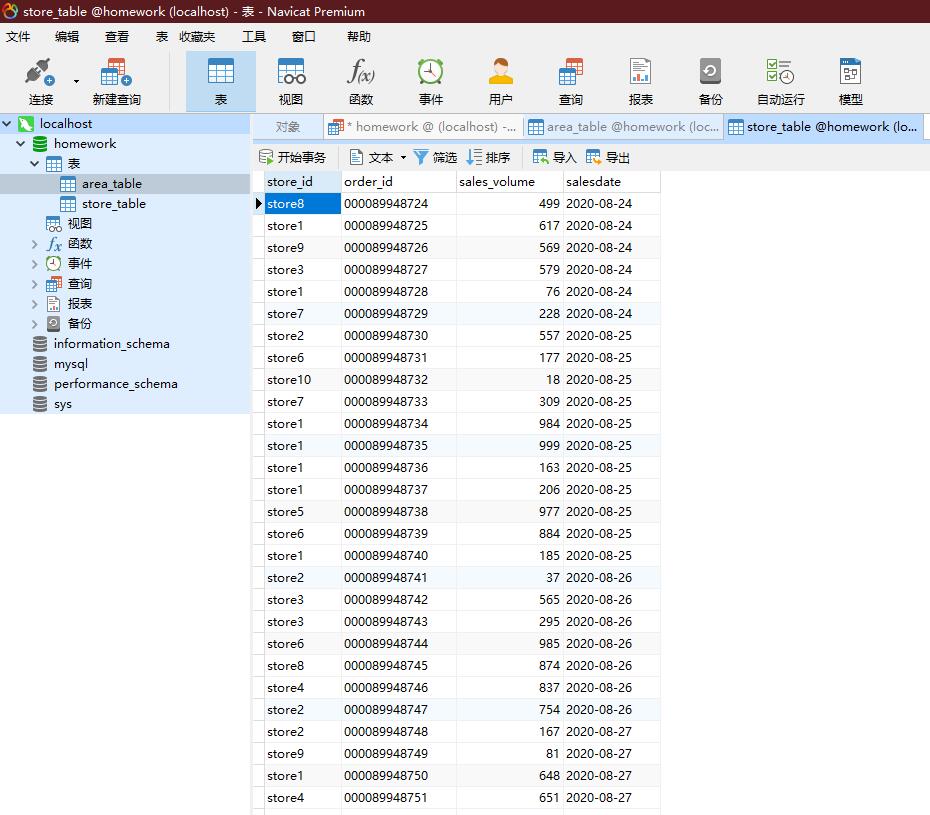 store_table @homework (localhost) - 表 - Navicat Premium
文件 编辑 查看 表 收藏夹 工具 窗口 帮助
连接 新建查询 表 视图 函数 事件 用户 查询 报表 备份 自动运行 模型
localhost
homework
表
area_table
store_table
视图
函数
事件
查询
报表
备份
information_schema
mysql
performance_schema
sys
对象 * homework @ (localhost) -... area_table @homework (loc... store_table @homework (lo...
开始事务 文本 筛选 排序 导入 导出
store_id order_id sales_volume salesdate
store8 000089948724 499 2020-08-24
store1 000089948725 617 2020-08-24
store9 000089948726 569 2020-08-24
store3 000089948727 579 2020-08-24
store1 000089948728 76 2020-08-24
store7 000089948729 228 2020-08-24
store2 000089948730 557 2020-08-25
store6 000089948731 177 2020-08-25
store10 000089948732 18 2020-08-25
store7 000089948733 309 2020-08-25
store1 000089948734 984 2020-08-25
store1 000089948735 999 2020-08-25
store1 000089948736 163 2020-08-25
store1 000089948737 206 2020-08-25
store5 000089948738 977 2020-08-25
store6 000089948739 884 2020-08-25
store1 000089948740 185 2020-08-25
store2 000089948741 37 2020-08-26
store3 000089948742 565 2020-08-26
store3 000089948743 295 2020-08-26
store6 000089948744 985 2020-08-26
store8 000089948745 874 2020-08-26
store4 000089948746 837 2020-08-26
store2 000089948747 754 2020-08-26
store2 000089948748 167 2020-08-27
store9 000089948749 81 2020-08-27
store1 000089948750 648 2020-08-27
store4 000089948751 651 2020-08-27